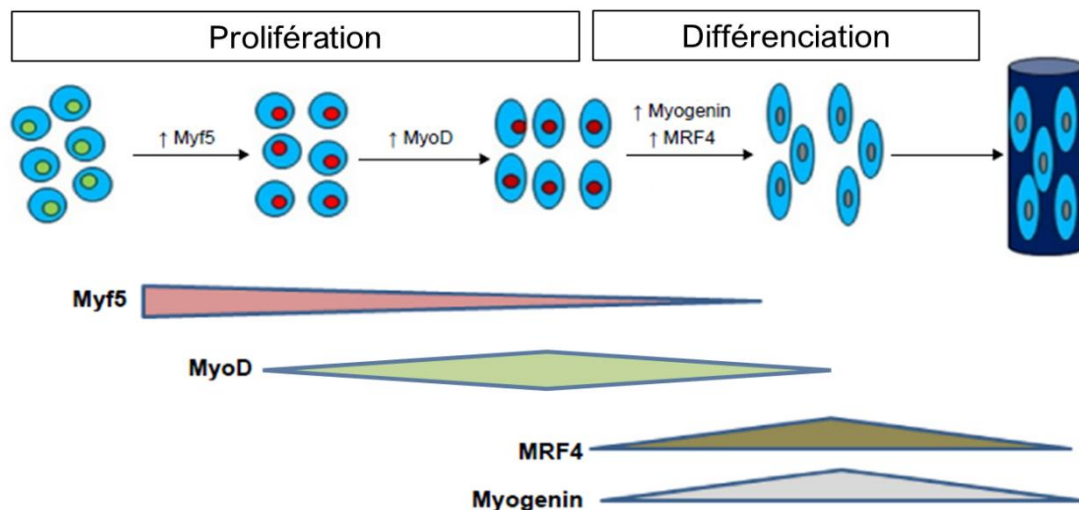 Prolifération
Différenciation
↑ Myf5
↑ MyoD
↑ Myogenin
↑ MRF4
Myf5
MyoD
MRF4
Myogenin